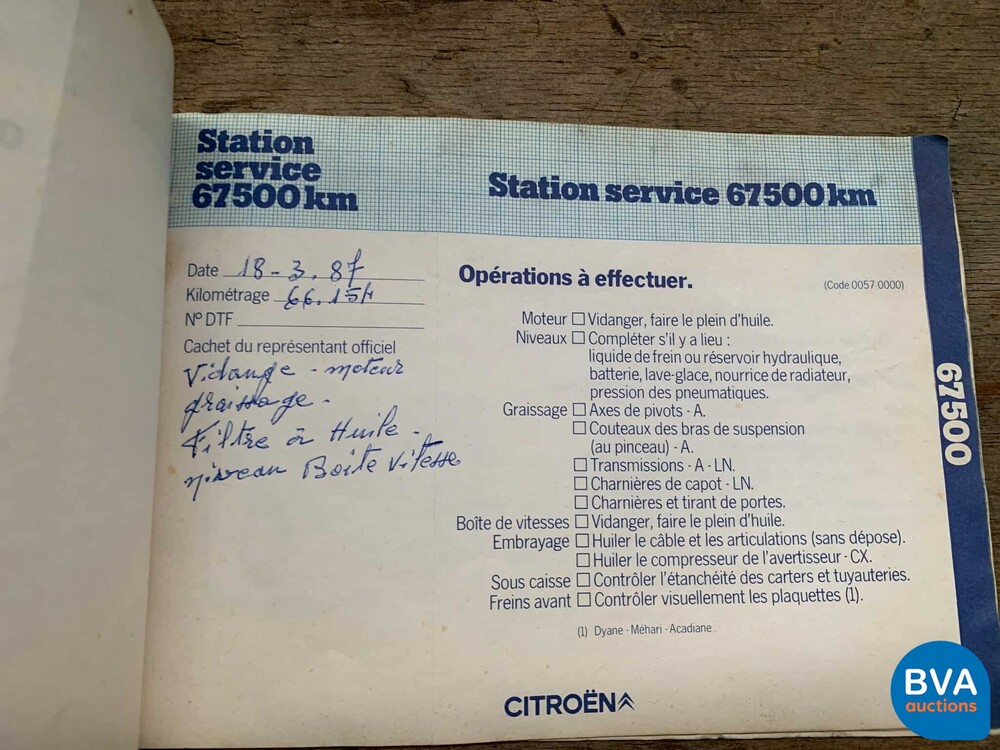 Station
service
67500 km
Station service 67500 km
Date 18-3.87
Kilométrage 66.154
N° DTF
Cachet du représentant officiel
Vidange - moteur
graissage -
Filtre à Huile -
niveau Boite Vitesse
Opérations à effectuer.
(Code 0057 0000)
Moteur □ Vidanger, faire le plein d'huile.
Niveaux □ Compléter s'il y a lieu :
liquide de frein ou réservoir hydraulique,
batterie, lave-glace, nourrice de radiateur,
pression des pneumatiques.
Graissage □ Axes de pivots - A.
□ Couteaux des bras de suspension
(au pinceau) - A.
□ Transmissions - A - LN.
□ Charnières de capot - LN.
□ Charnières et tirant de portes.
Boîte de vitesses □ Vidanger, faire le plein d'huile.
Embrayage □ Huiler le câble et les articulations (sans dépose).
□ Huiler le compresseur de l'avertisseur - CX.
Sous caisse □ Contrôler l'étanchéité des carters et tuyauteries.
Freins avant □ Contrôler visuellement les plaquettes (1).
(1) Dyane - Méhari - Acadiane
CITROËN
67500
BVA
auctions